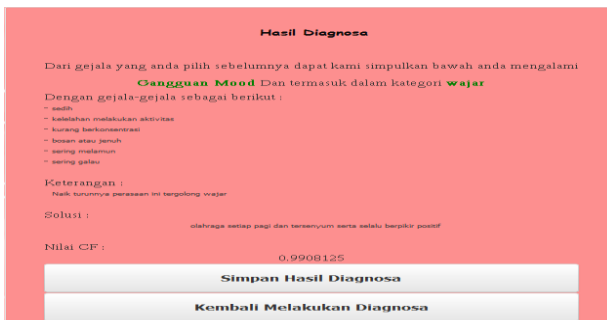 Hasil Diagnosa
Dari gejala yang anda pilih sebelumnya dapat kami simpulkan bawah anda mengalami
Gangguan Mood Dan termasuk dalam kategori wajar
Dengan gejala-gejala sebagai berikut :
- sedih
- kelelahan melakukan aktivitas
- kurang berkonsentrasi
- bosan atau jenuh
- sering melamun
- sering galau
Keterangan :
Naik turunnya perasaan ini tergolong wajar
Solusi :
olahraga setiap pagi dan tersenyum serta selalu berpikir positif
Nilai CF :
0.9908125
Simpan Hasil Diagnosa
Kembali Melakukan Diagnosa